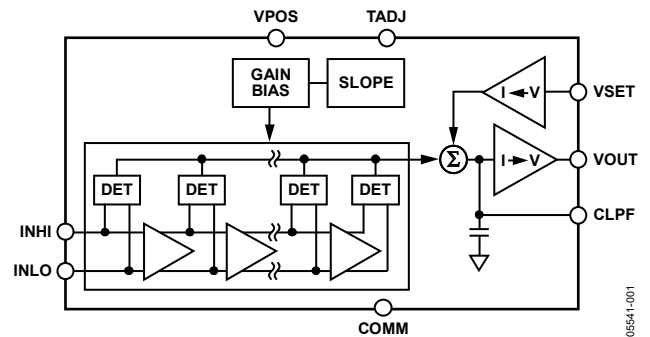 VPOS
TADJ
GAIN
BIAS
SLOPE
I ◄ V
VSET
Σ
I ► V
VOUT
DET
DET
DET
DET
CLPF
INHI
INLO
COMM
05541-001